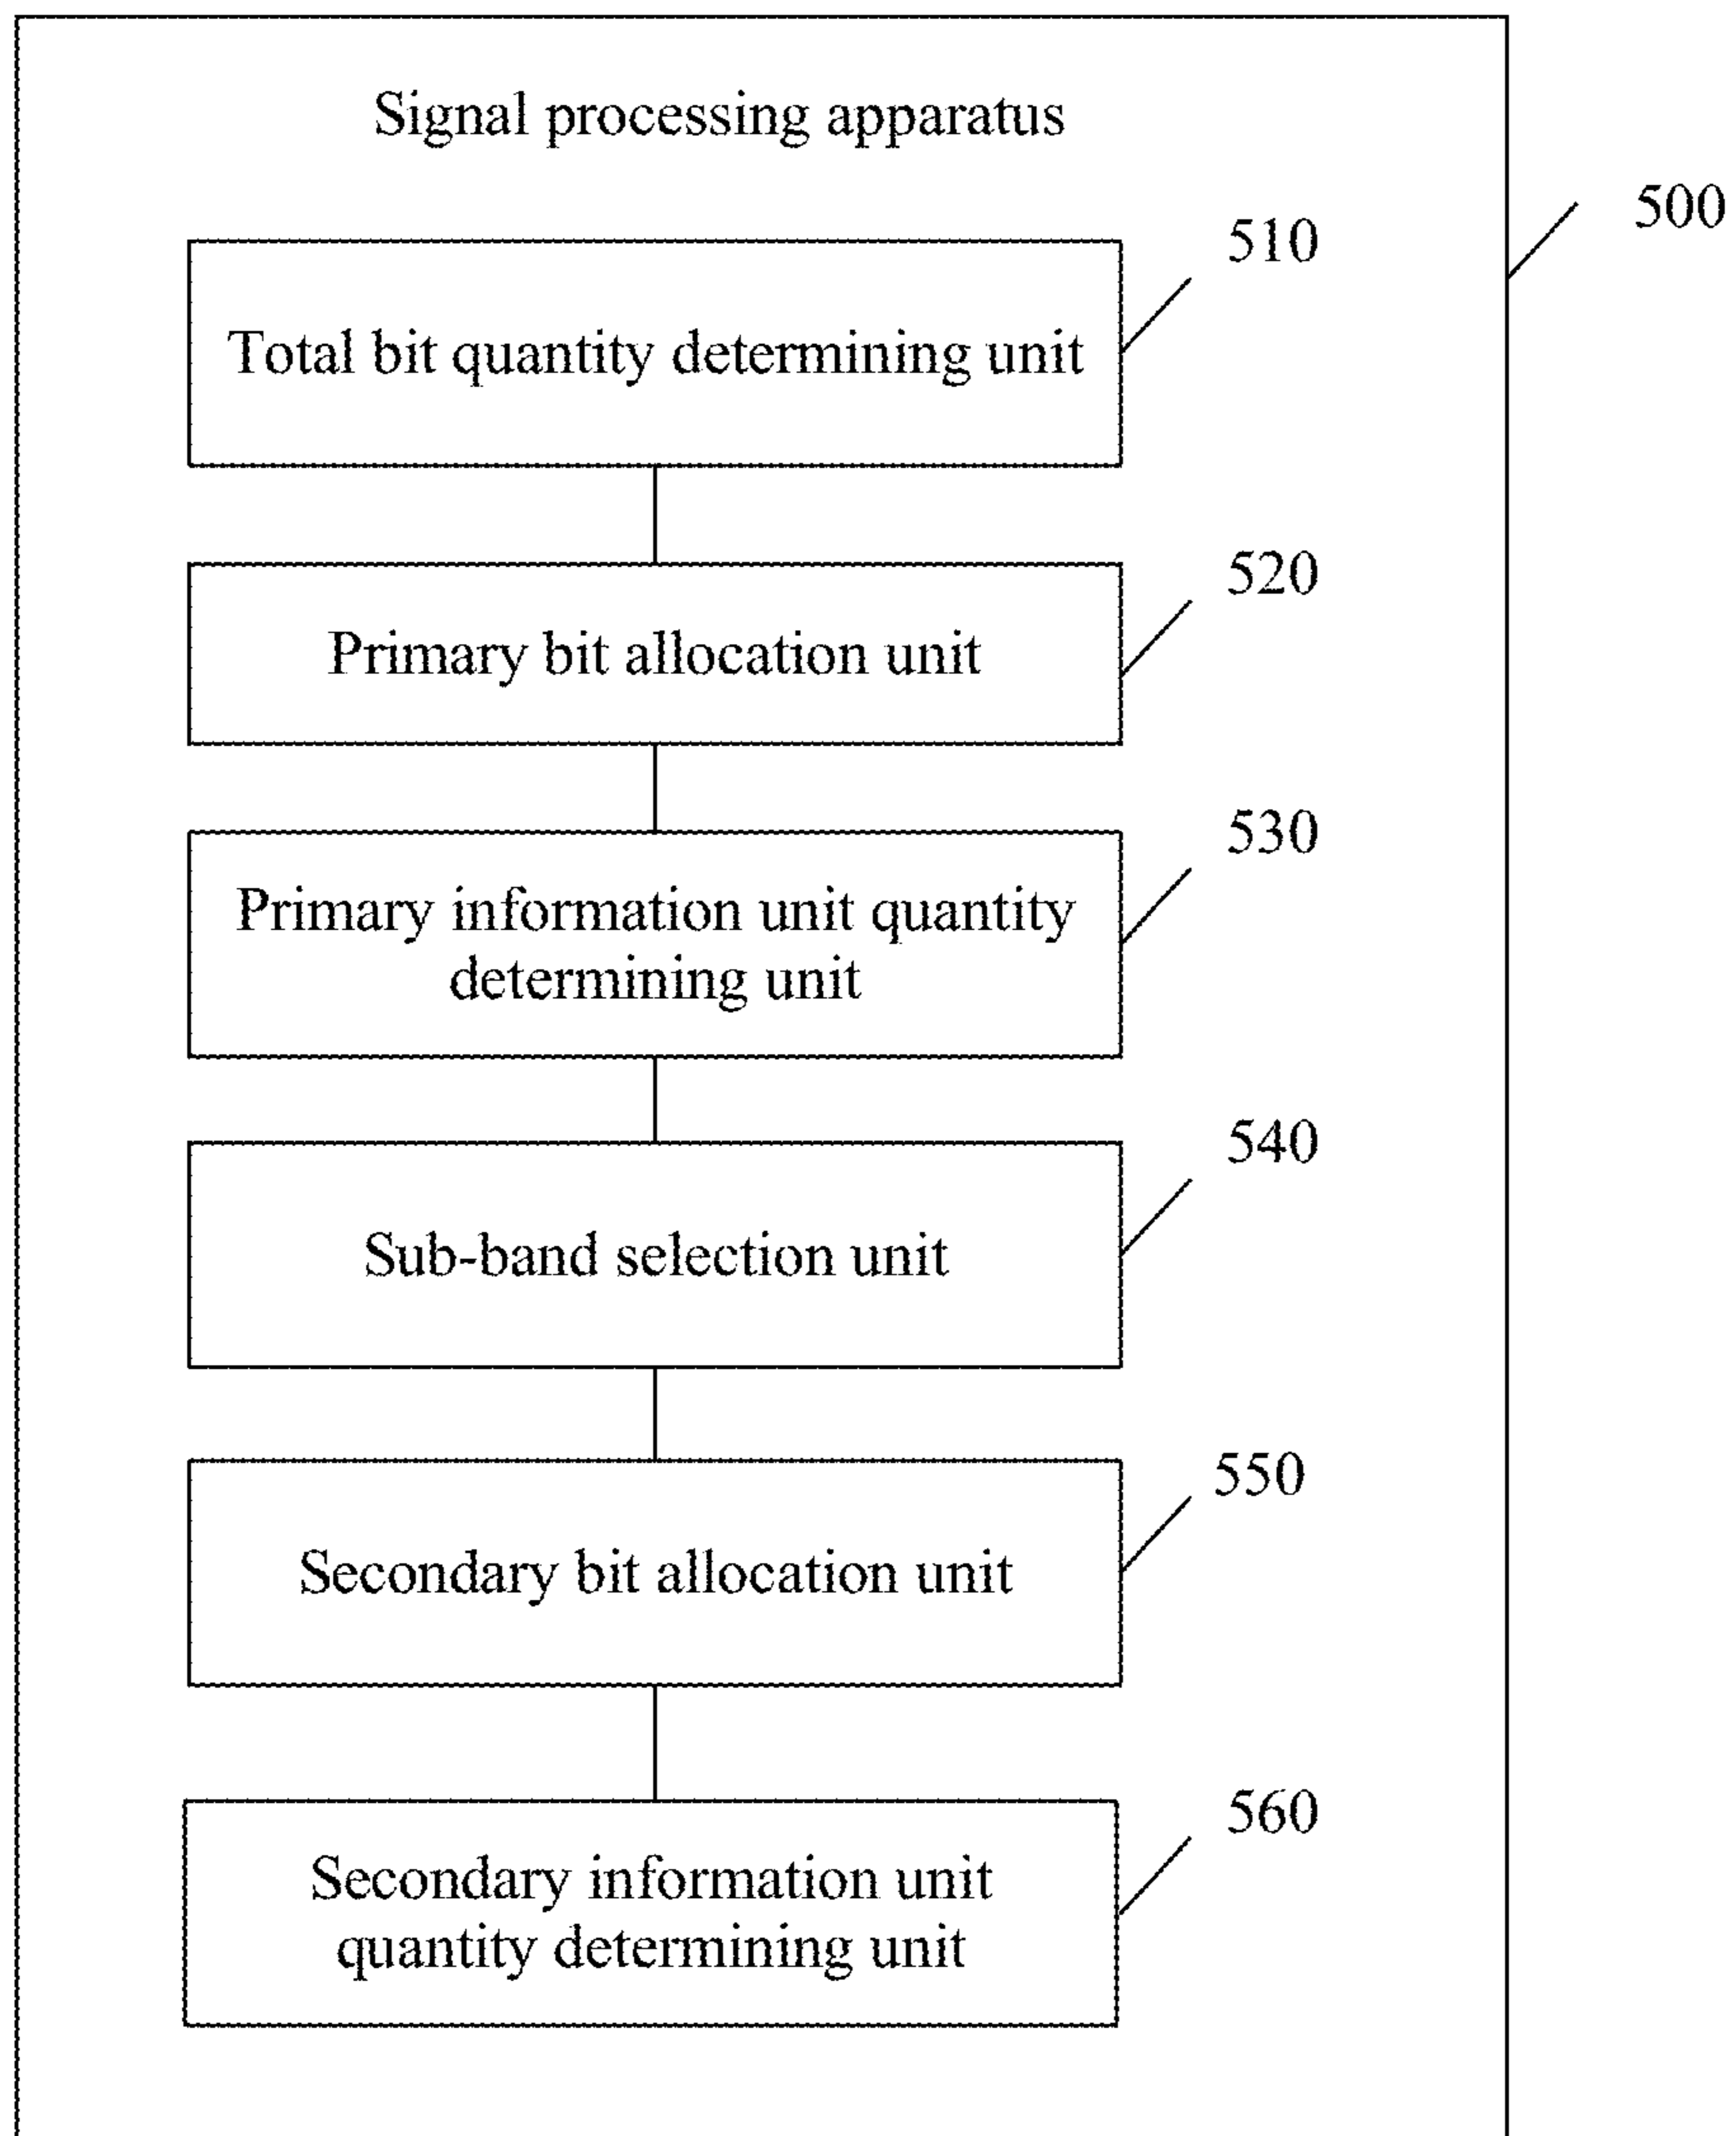 Signal processing apparatus
500
510
Total bit quantity determining unit
520
Primary bit allocation unit
530
Primary information unit quantity
determining unit
540
Sub-band selection unit
550
Secondary bit allocation unit
560
Secondary information unit
quantity determining unit